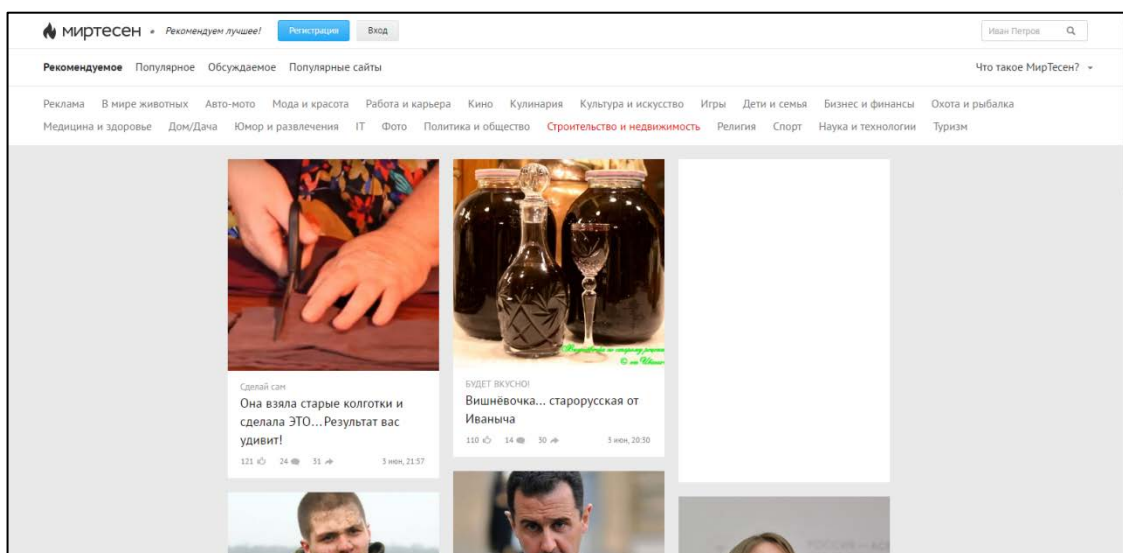 миртесен Рекомендуем лучшее! Регистрация Вход Иван Петров
Рекомендуемое Популярное Обсуждаемое Популярные сайты Что такое МирТесен?
Реклама В мире животных Авто-мото Мода и красота Работа и карьера Кино Кулинария Культура и искусство Игры Дети и семья Бизнес и финансы Охота и рыбалка
Медицина и здоровье Дом/Дача Юмор и развлечения IT Фото Политика и общество Строительство и недвижимость Религия Спорт Наука и технологии Туризм
Сделай сам
Она взяла старые колготки и
сделала ЭТО... Результат вас
удивит!
121 24 31 3 июн, 21:57
БУДЕТ ВКУСНО!
Вишнёвочка... старорусская от
Иваныча
110 14 30 3 июн, 20:30
РОССИЯ—АС